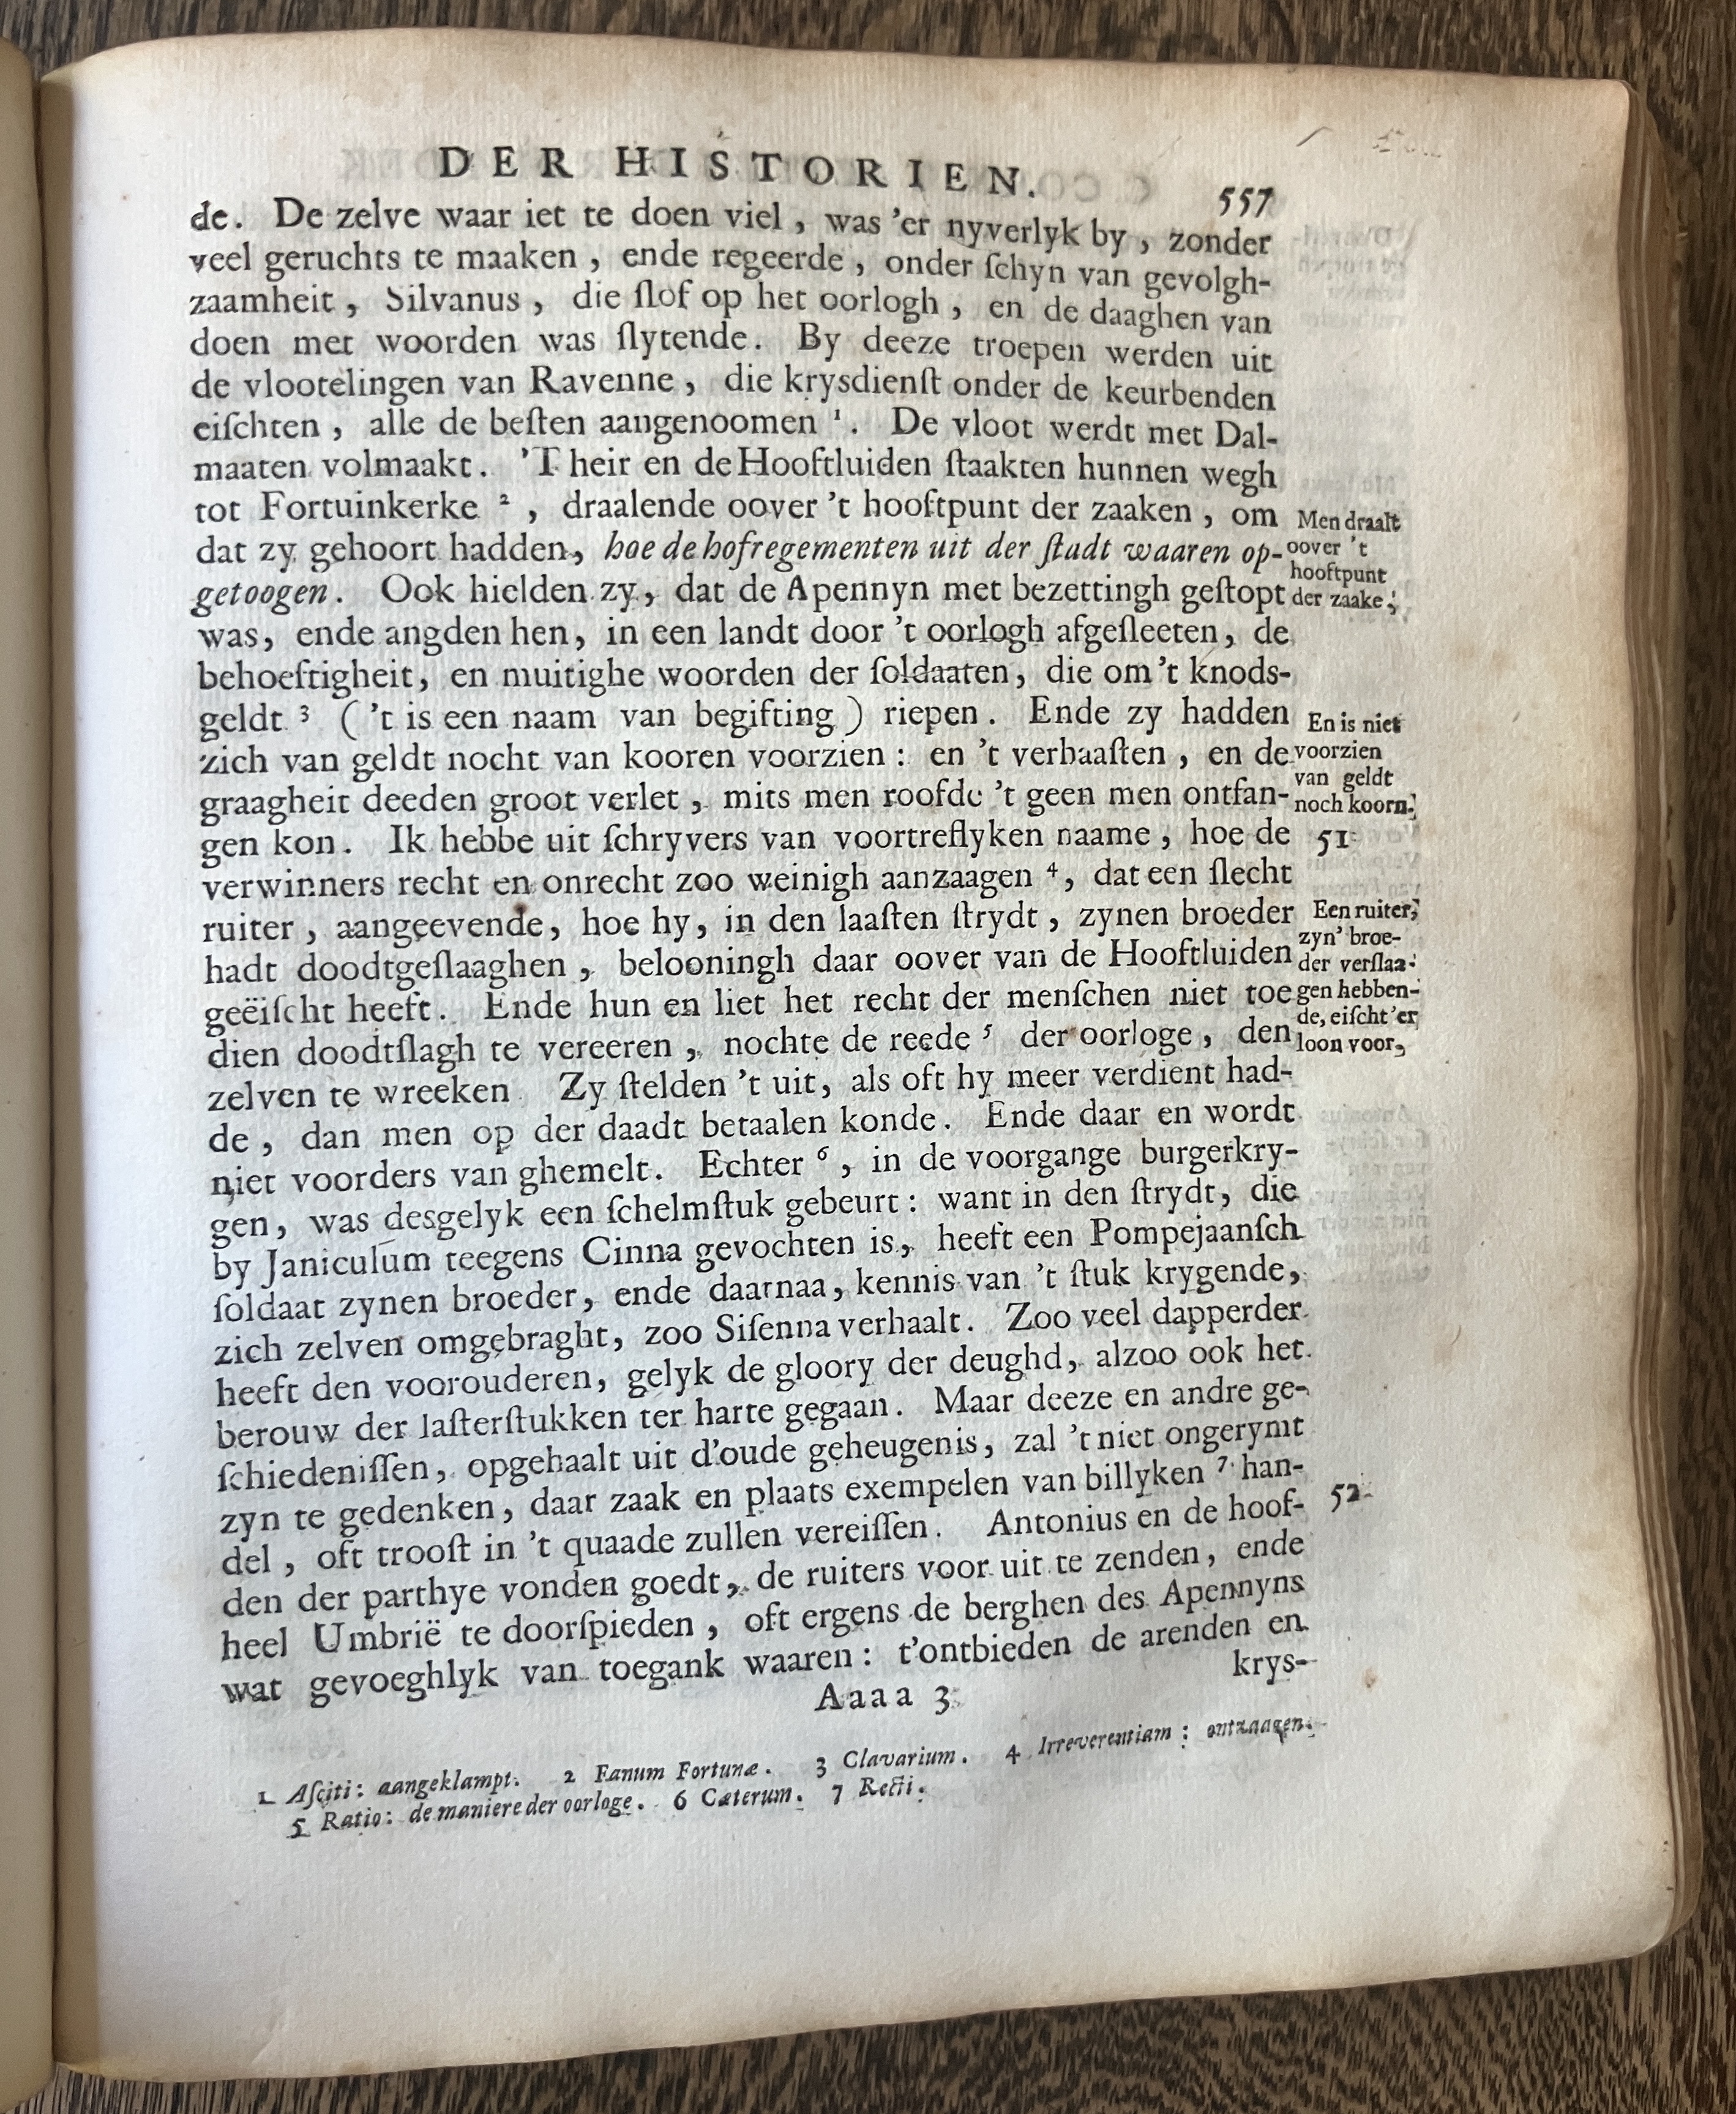 DER HISTORIEN. 557
de. De zelve waar iet te doen viel, was 'er nyverlyk by, zonder
veel geruchts te maaken, ende regeerde, onder ſchyn van gevolgh-
zaamheit, Silvanus, die ſlof op het oorlogh, en de daaghen van
doen met woorden was ſlytende. By deeze troepen werden uit
de vlootelingen van Ravenne, die krysdienſt onder de keurbenden
eiſchten, alle de beſten aangenoomen ¹. De vloot werdt met Dal-
maaten volmaakt. 'T heir en de Hooftluiden ſtaakten hunnen wegh
tot Fortuinkerke ², draalende oover 't hooftpunt der zaaken, om
dat zy gehoort hadden, hoe de hofregementen uit der ſtadt waaren op-
getoogen. Ook hielden zy, dat de Apennyn met bezettingh geſtopt
was, ende angden hen, in een landt door 't oorlogh afgeſleeten, de
behoeftigheit, en muitighe woorden der ſoldaaten, die om 't knods-
geldt ³ ('t is een naam van begifting) riepen. Ende zy hadden
zich van geldt nocht van kooren voorzien: en 't verhaaſten, en de
graagheit deeden groot verlet, mits men roofde 't geen men ontfan-
gen kon. Ik hebbe uit ſchryvers van voortreflyken naame, hoe de
verwinners recht en onrecht zoo weinigh aanzaagen ⁴, dat een ſlecht
ruiter, aangeevende, hoe hy, in den laaſten ſtrydt, zynen broeder
hadt doodtgeſlaaghen, belooningh daar oover van de Hooftluiden
geëiſcht heeft. Ende hun en liet het recht der menſchen niet toe
dien doodtſlagh te vereeren, nochte de reede ⁵ der oorloge, den
zelven te wreeken. Zy ſtelden 't uit, als oft hy meer verdient had-
de, dan men op der daadt betaalen konde. Ende daar en wordt
niet voorders van ghemelt. Echter ⁶, in de voorgange burgerkry-
gen, was desgelyk een ſchelmſtuk gebeurt: want in den ſtrydt, die
by Janiculum teegens Cinna gevochten is, heeft een Pompejaanſch
ſoldaat zynen broeder, ende daarnaa, kennis van 't ſtuk krygende,
zich zelven omgebraght, zoo Siſenna verhaalt. Zoo veel dapperder
heeft den voorouderen, gelyk de gloory der deughd, alzoo ook het
berouw der laſterſtukken ter harte gegaan. Maar deeze en andre ge-
ſchiedeniſſen, opgehaalt uit d'oude geheugenis, zal 't niet ongerymt
zyn te gedenken, daar zaak en plaats exempelen van billyken ⁷ han-
del, oft trooſt in 't quaade zullen vereiſſen. Antonius en de hoof-
den der parthye vonden goedt, de ruiters voor uit te zenden, ende
heel Umbrië te doorſpieden, oft ergens de berghen des Apennyns
wat gevoeghlyk van toegank waaren: t'ontbieden de arenden en
krys-
Aaaa 3
Men draalt
oover 't
hooftpunt
der zaake,
En is niet
voorzien
van geldt
noch koorn.
51
Een ruiter,
zyn' broe-
der verſlaa-
gen hebben-
de, eiſcht 'er
loon voor,
52
1 Aſciti: aangeklampt. 2 Fanum Fortunæ. 3 Clavarium. 4 Irreverentiam: ontzaagen.
5 Ratio: de maniere der oorloge. 6 Cæterum. 7 Recti.